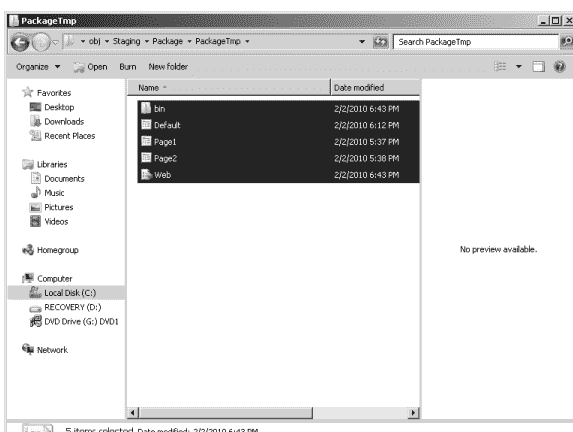 PackageTmp
obj Staging Package PackageTmp
Search PackageTmp
Organize Open Burn New folder
Name Date modified
Favorites
Desktop
Downloads
Recent Places
Libraries
Documents
Music
Pictures
Videos
Homegroup
Computer
Local Disk (C:)
RECOVERY (D:)
DVD Drive (G:) DVD1
Network
bin 2/2/2010 6:43 PM
Default 2/2/2010 6:12 PM
Page1 2/2/2010 5:37 PM
Page2 2/2/2010 5:38 PM
Web 2/2/2010 6:43 PM
No preview available.
5 items selected Date modified: 2/2/2010 6:43 PM